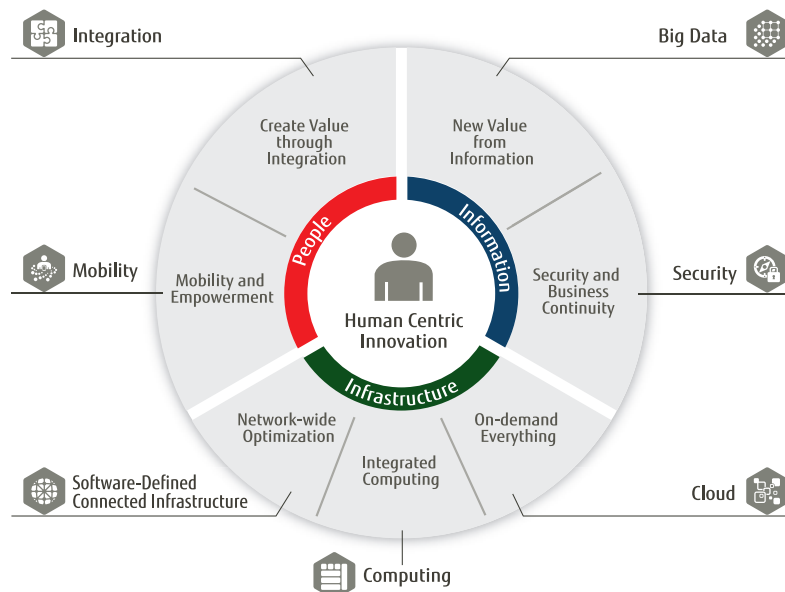 Integration
Big Data
Create Value
through
Integration
New Value
from
Information
People
Information
Mobility
Mobility and
Empowerment
Security and
Business
Continuity
Security
Human Centric
Innovation
Infrastructure
Network-wide
Optimization
On-demand
Everything
Integrated
Computing
Software-Defined
Connected Infrastructure
Cloud
Computing